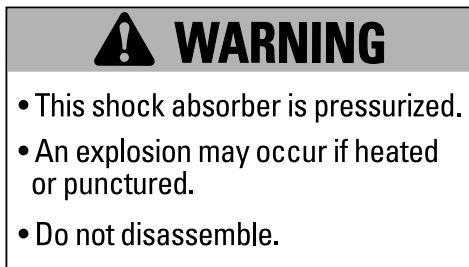 WARNING
• This shock absorber is pressurized.
• An explosion may occur if heated
or punctured.
• Do not disassemble.